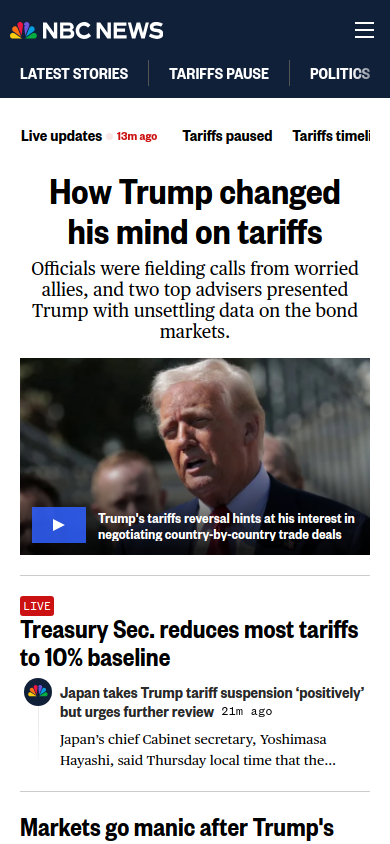 NBC NEWS
LATEST STORIES
TARIFFS PAUSE
POLITICS
Live updates
13m ago
Tariffs paused
Tariffs timeli
How Trump changed
his mind on tariffs
Officials were fielding calls from worried
allies, and two top advisers presented
Trump with unsettling data on the bond
markets.
Trump's tariffs reversal hints at his interest in
negotiating country-by-country trade deals
LIVE
Treasury Sec. reduces most tariffs
to 10% baseline
Japan takes Trump tariff suspension ‘positively’
but urges further review 21m ago
Japan’s chief Cabinet secretary, Yoshimasa
Hayashi, said Thursday local time that the...
Markets go manic after Trump's